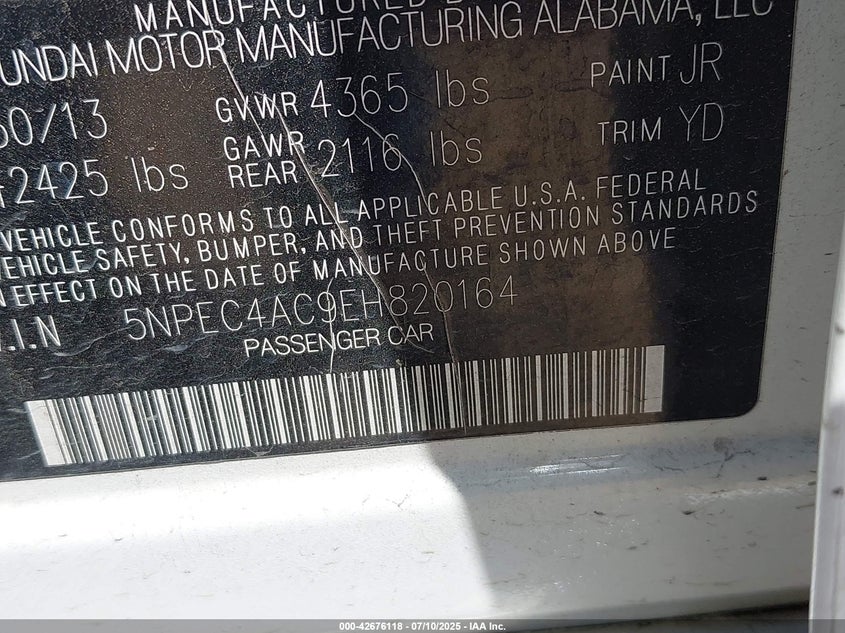 MANUFACTURED B
UNDAI MOTOR MANUFACTURING ALABAMA, LLC
/13 GVWR 4365 lbs PAINT JR
2425 lbs GAWR REAR 2116 lbs TRIM YD
VEHICLE CONFORMS TO ALL APPLICABLE U.S.A. FEDERAL
VEHICLE SAFETY, BUMPER, AND THEFT PREVENTION STANDARDS
N EFFECT ON THE DATE OF MANUFACTURE SHOWN ABOVE
.I.N 5NPEC4AC9EH820164
PASSENGER CAR
000-42676118 - 07/10/2025 - IAA Inc.